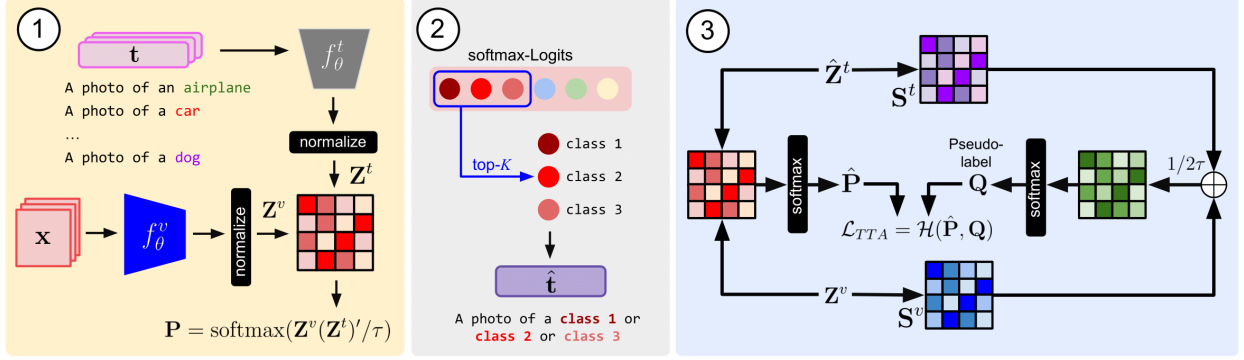 1
t
f_θ^t
A photo of an airplane
A photo of a car
...
A photo of a dog
normalize
Z^t
x
f_θ^v
normalize
Z^v
P = softmax(Z^v(Z^t)′/τ)
2
softmax-Logits
top-K
class 1
class 2
class 3
t̂
A photo of a class 1 or
class 2 or class 3
3
Ẑ^t
S^t
softmax
P̂
Pseudo-
label
Q
softmax
1/2τ
L_TTA = H(P̂, Q)
Z^v
S^v